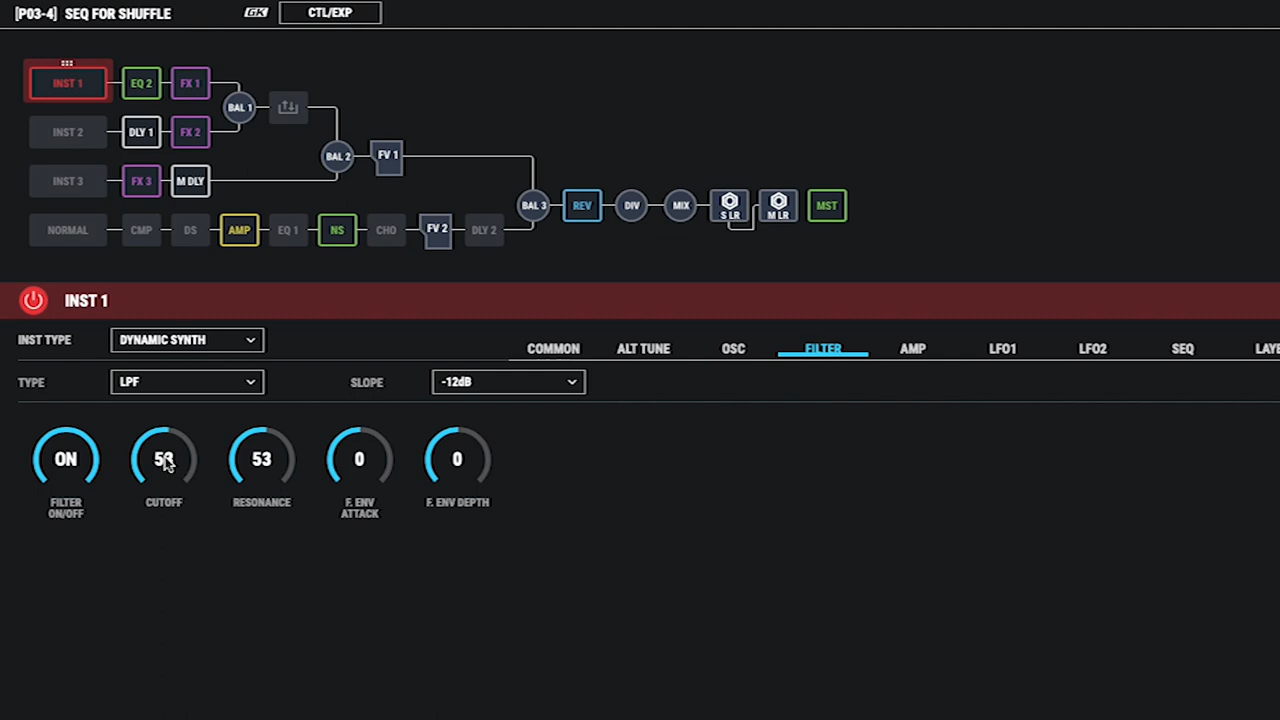 [P03-4] SEQ FOR SHUFFLE GK CTL/EXP
INST 1 EQ 2 FX 1
BAL 1
INST 2 DLY 1 FX 2
BAL 2 FV 1
INST 3 FX 3 M DLY
BAL 3 REV DIV MIX S LR M LR MST
NORMAL CMP DS AMP EQ 1 NS CHO FV 2 DLY 2
INST 1
INST TYPE DYNAMIC SYNTH COMMON ALT TUNE OSC FILTER AMP LFO1 LFO2 SEQ LAYE
TYPE LPF SLOPE -12dB
ON 53 0 0
FILTER ON/OFF
CUTOFF
RESONANCE
F. ENV ATTACK
F. ENV DEPTH